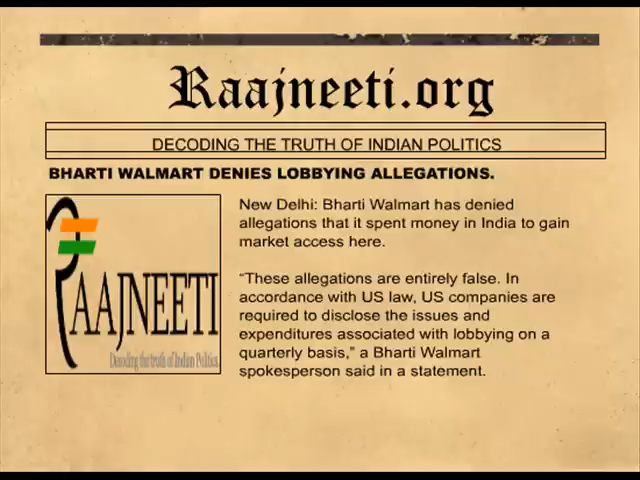 Raajneeti.org
DECODING THE TRUTH OF INDIAN POLITICS
BHARTI WALMART DENIES LOBBYING ALLEGATIONS.
RAAJNEETI
Decoding the truth of Indian Politics
New Delhi: Bharti Walmart has denied
allegations that it spent money in India to gain
market access here.
“These allegations are entirely false. In
accordance with US law, US companies are
required to disclose the issues and
expenditures associated with lobbying on a
quarterly basis,” a Bharti Walmart
spokesperson said in a statement.